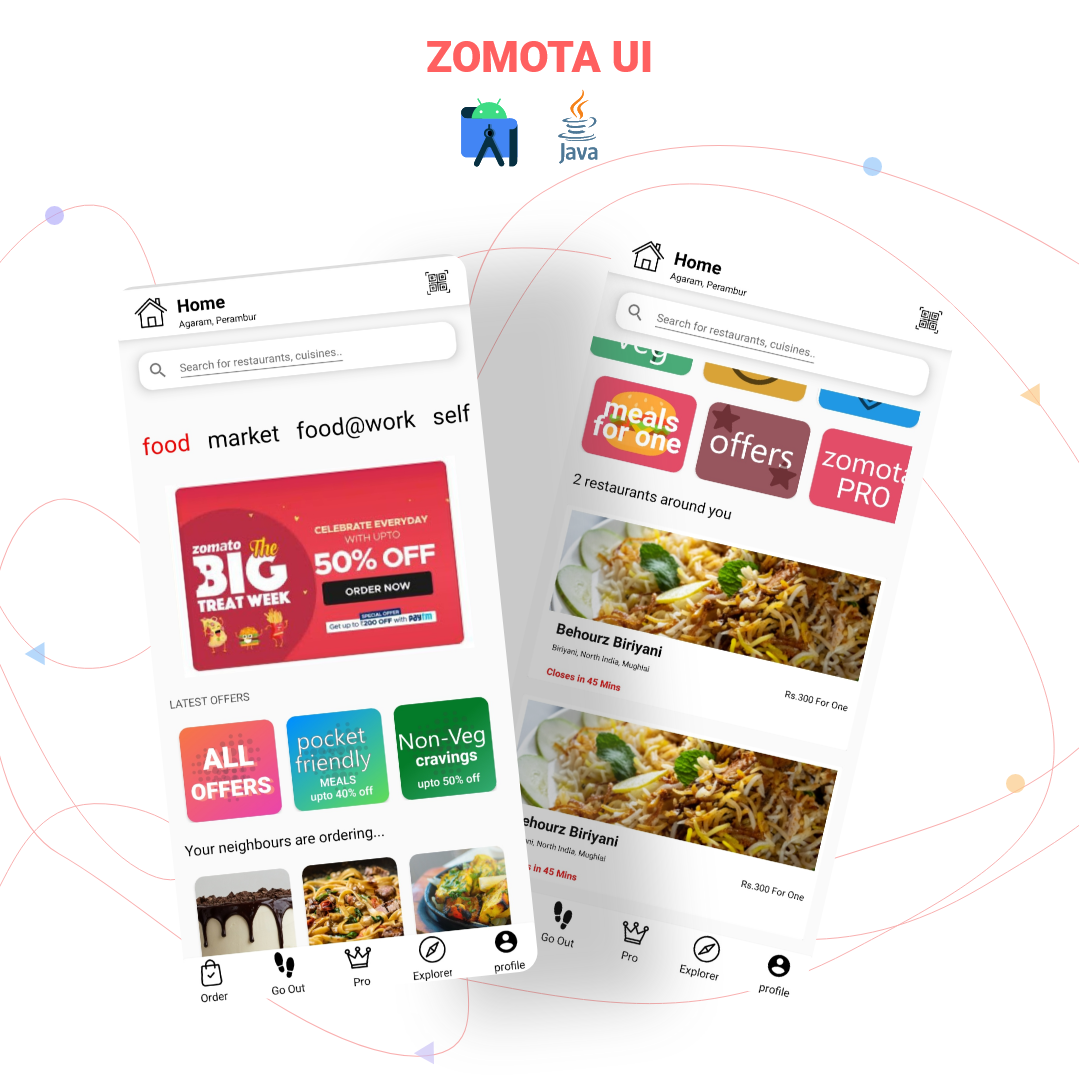 ZOMOTA UI
Java
Home
Agaram, Perambur
Search for restaurants, cuisines..
food market food@work self
zomato The
BIG
TREAT WEEK
CELEBRATE EVERYDAY
WITH UPTO
50% OFF
ORDER NOW
SPECIAL OFFER
Get up to ₹200 OFF with paytm
LATEST OFFERS
ALL
OFFERS
pocket
friendly
MEALS
upto 40% off
Non-Veg
cravings
upto 50% off
Your neighbours are ordering...
Order
Go Out
Pro
Explorer
profile
Home
Agaram, Perambur
Search for restaurants, cuisines..
veg
meals
for one
offers
zomota
PRO
2 restaurants around you
Behourz Biriyani
Biriyani, North India, Mughlai
Closes in 45 Mins
Rs.300 For One
ehourz Biriyani
ni, North India, Mughlai
s in 45 Mins
Rs.300 For One
Go Out
Pro
Explorer
profile